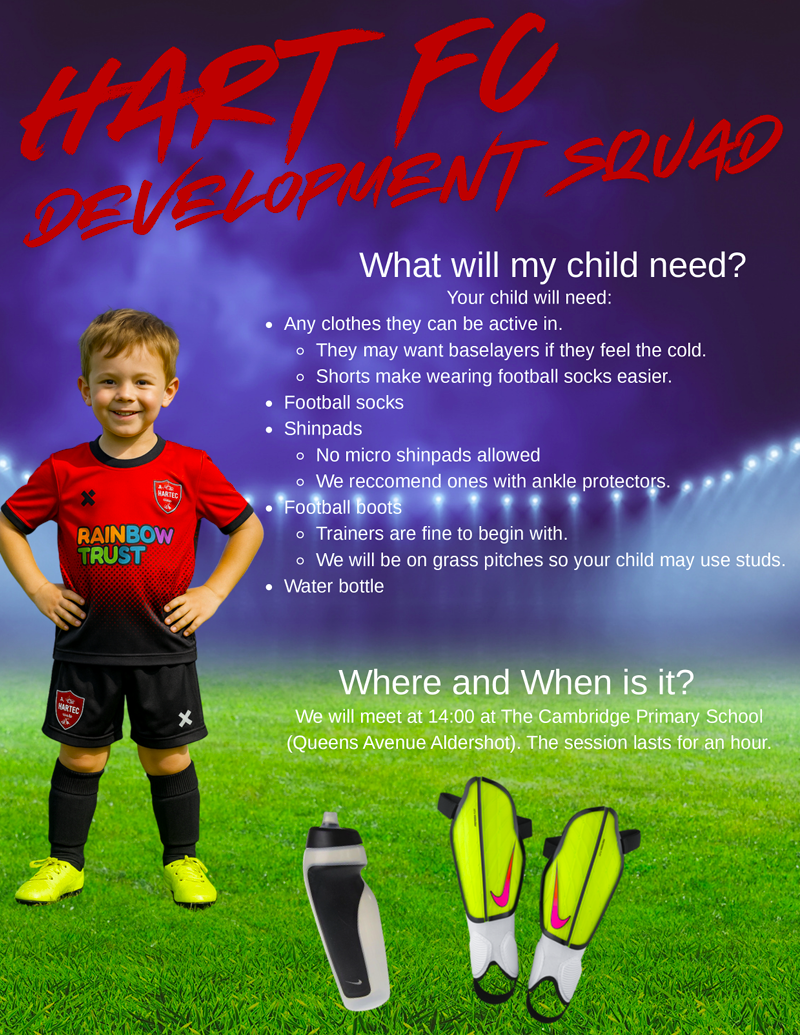 HART FC
DEVELOPMENT SQUAD
What will my child need?
Your child will need:
• Any clothes they can be active in.
◦ They may want baselayers if they feel the cold.
◦ Shorts make wearing football socks easier.
• Football socks
• Shinpads
◦ No micro shinpads allowed
◦ We reccomend ones with ankle protectors.
• Football boots
◦ Trainers are fine to begin with.
◦ We will be on grass pitches so your child may use studs.
• Water bottle
HARTEC
RAINBOW
TRUST
HARTEC
Where and When is it?
We will meet at 14:00 at The Cambridge Primary School
(Queens Avenue Aldershot). The session lasts for an hour.